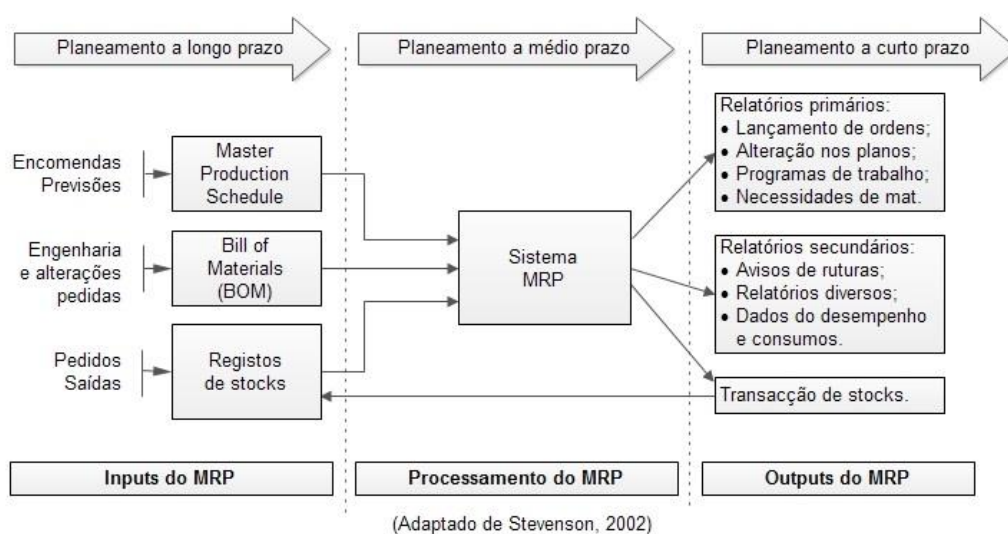 Planeamento a longo prazo
Planeamento a médio prazo
Planeamento a curto prazo
Encomendas
Previsões
Master
Production
Schedule
Engenharia
e alterações
pedidas
Bill of
Materials
(BOM)
Pedidos
Saídas
Registos
de stocks
Sistema
MRP
Relatórios primários:
● Lançamento de ordens;
● Alteração nos planos;
● Programas de trabalho;
● Necessidades de mat.
Relatórios secundários:
● Avisos de ruturas;
● Relatórios diversos;
● Dados do desempenho
e consumos.
Transacção de stocks.
Inputs do MRP
Processamento do MRP
Outputs do MRP
(Adaptado de Stevenson, 2002)